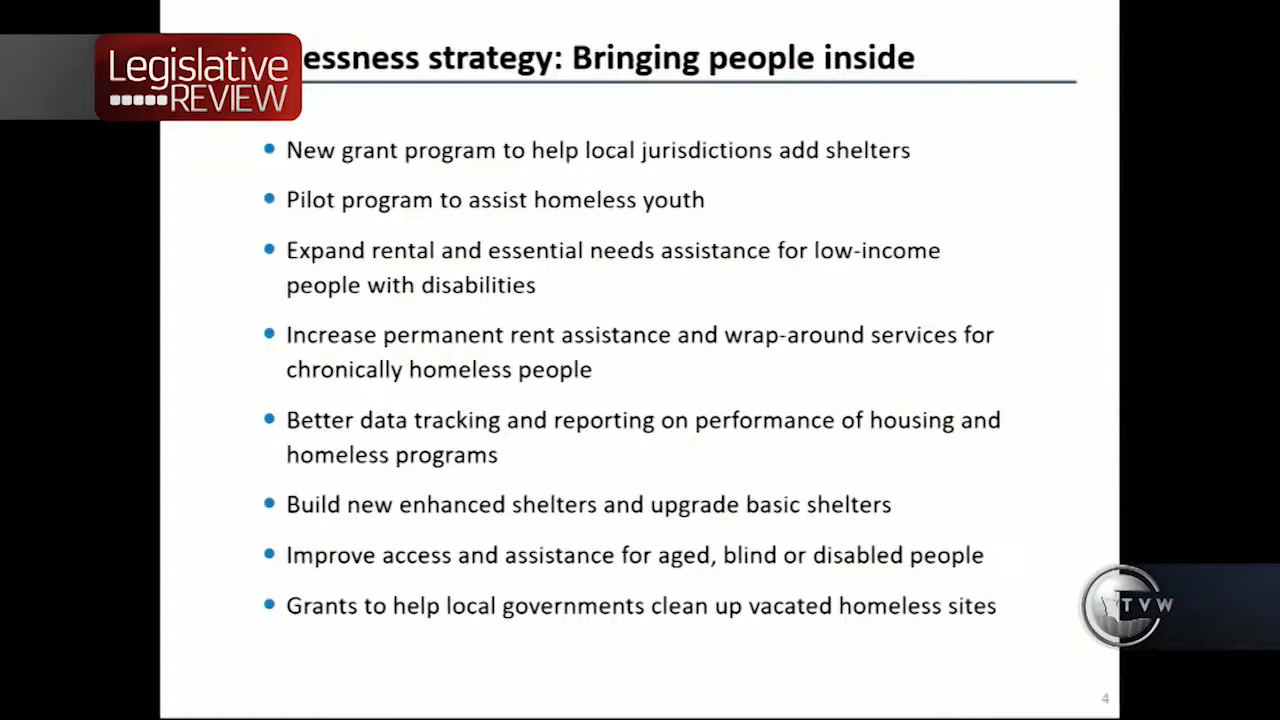 Legislative
REVIEW
essness strategy: Bringing people inside
New grant program to help local jurisdictions add shelters
Pilot program to assist homeless youth
Expand rental and essential needs assistance for low-income
people with disabilities
Increase permanent rent assistance and wrap-around services for
chronically homeless people
Better data tracking and reporting on performance of housing and
homeless programs
Build new enhanced shelters and upgrade basic shelters
Improve access and assistance for aged, blind or disabled people
Grants to help local governments clean up vacated homeless sites
TVW
4